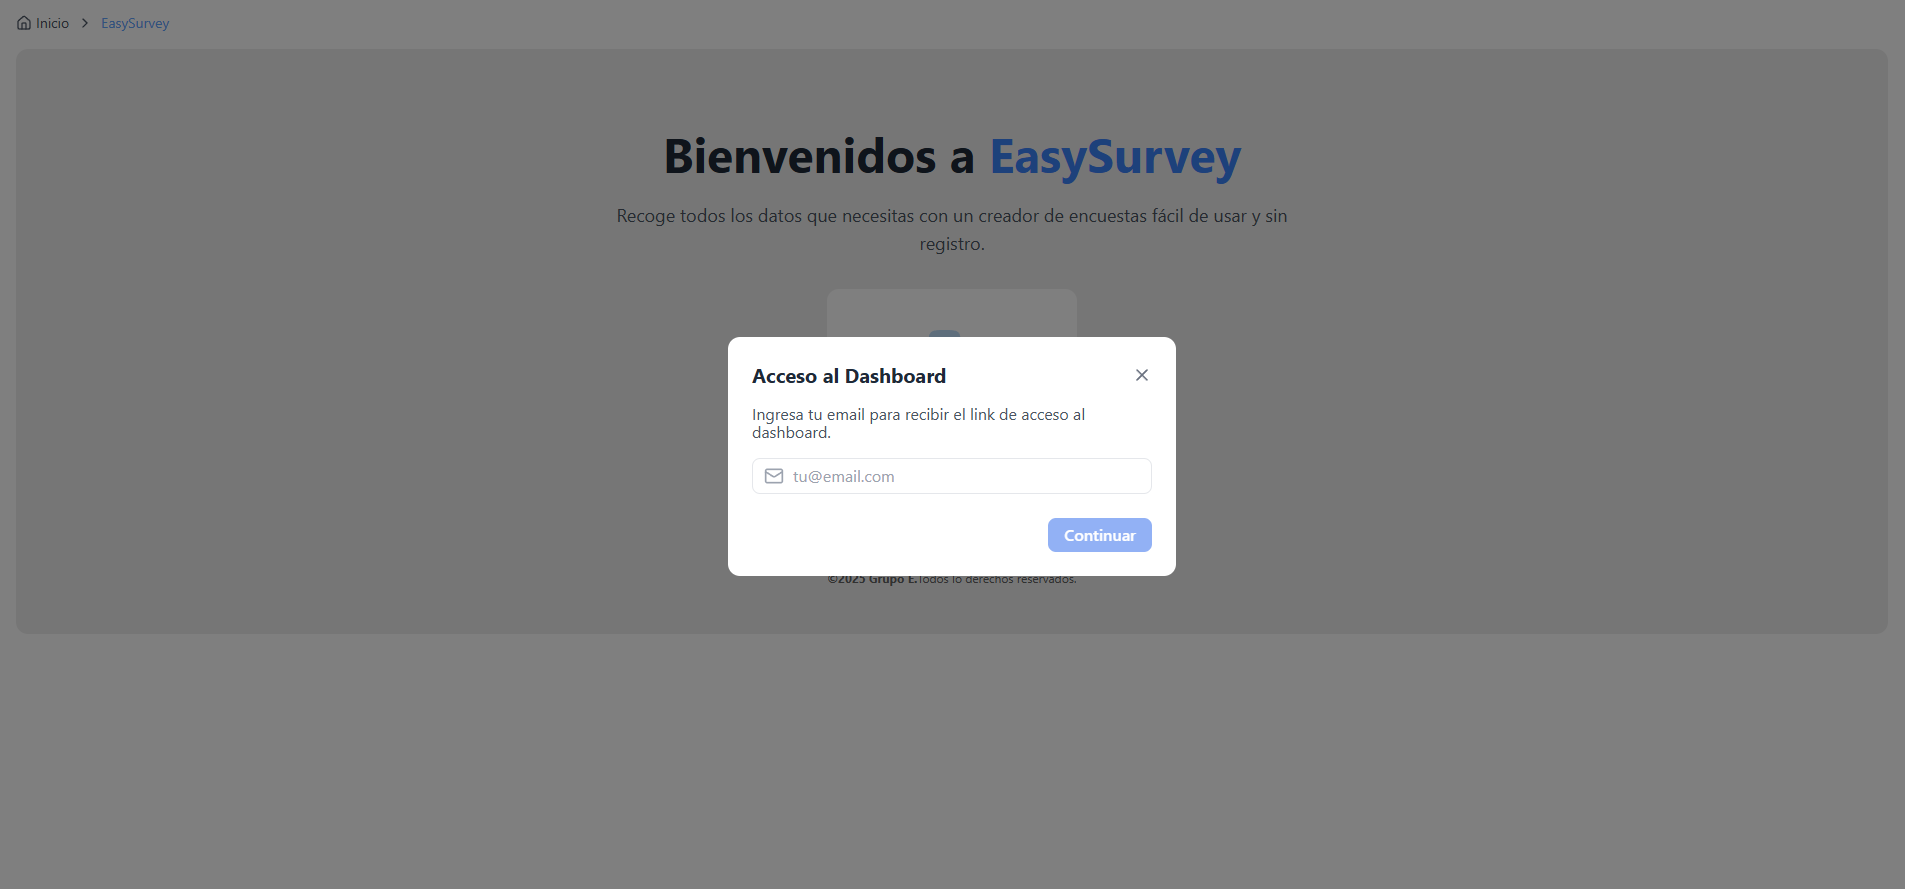 Inicio > EasySurvey
Bienvenidos a EasySurvey
Recoge todos los datos que necesitas con un creador de encuestas fácil de usar y sin
registro.
Acceso al Dashboard
Ingresa tu email para recibir el link de acceso al
dashboard.
tu@email.com
Continuar
©2025 Grupo E.Todos lo derechos reservados.